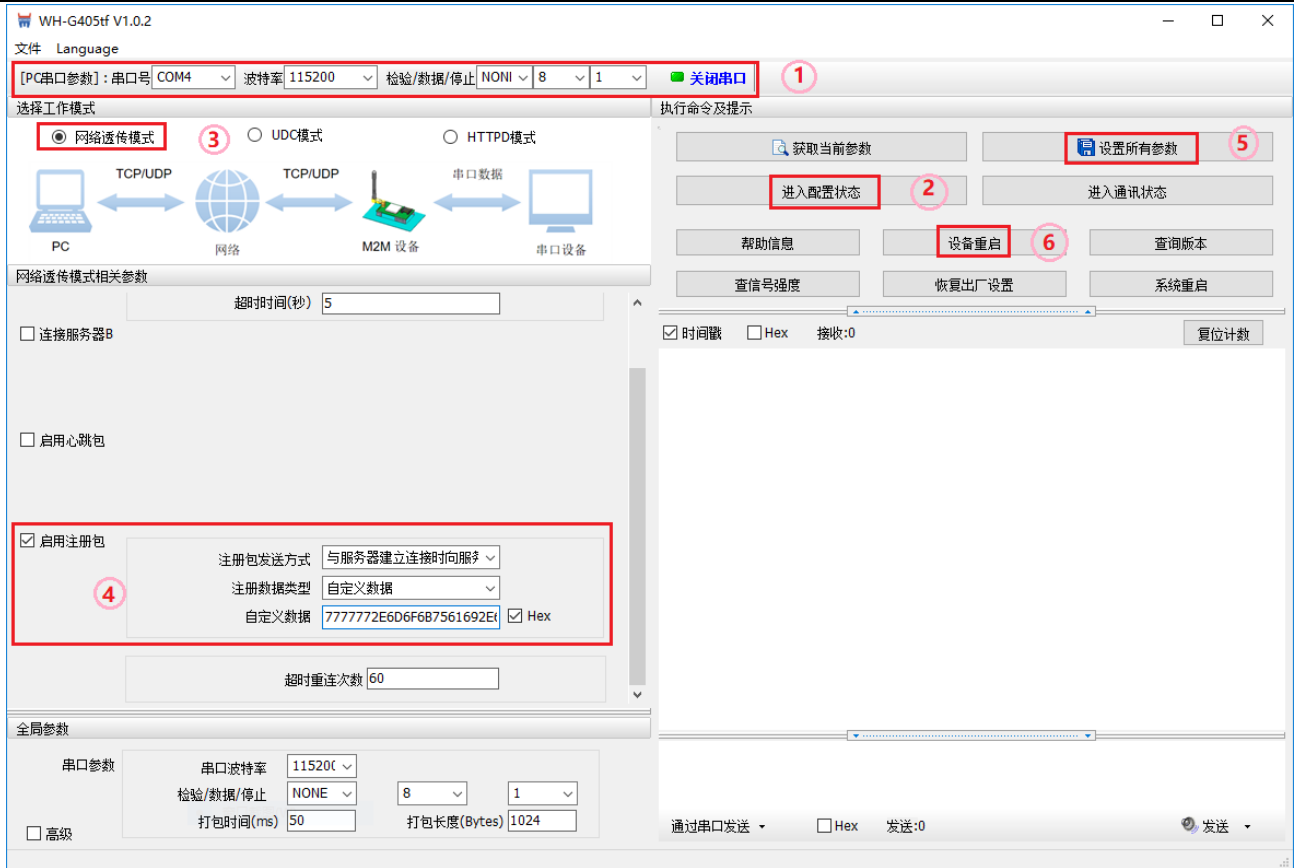 WH-G405tf V1.0.2
文件 Language
[PC串口参数]：串口号 COM4 波特率 115200 检验/数据/停止 NONI 8 1 关闭串口 1
选择工作模式
网络透传模式 3 UDC模式 HTTPD模式
TCP/UDP TCP/UDP 串口数据
PC 网络 M2M 设备 串口设备
网络透传模式相关参数
超时时间(秒) 5
连接服务器B
启用心跳包
启用注册包
注册包发送方式 与服务器建立连接时向服务
4 注册数据类型 自定义数据
自定义数据 7777772E6D6F6B7561692E6 Hex
超时重连次数 60
全局参数
串口参数 串口波特率 115200
检验/数据/停止 NONE 8 1
打包时间(ms) 50 打包长度(Bytes) 1024
高级
执行命令及提示
获取当前参数 设置所有参数 5
进入配置状态 2 进入通讯状态
帮助信息 设备重启 6 查询版本
查信号强度 恢复出厂设置 系统重启
时间戳 Hex 接收:0 复位计数
通过串口发送 Hex 发送:0 发送